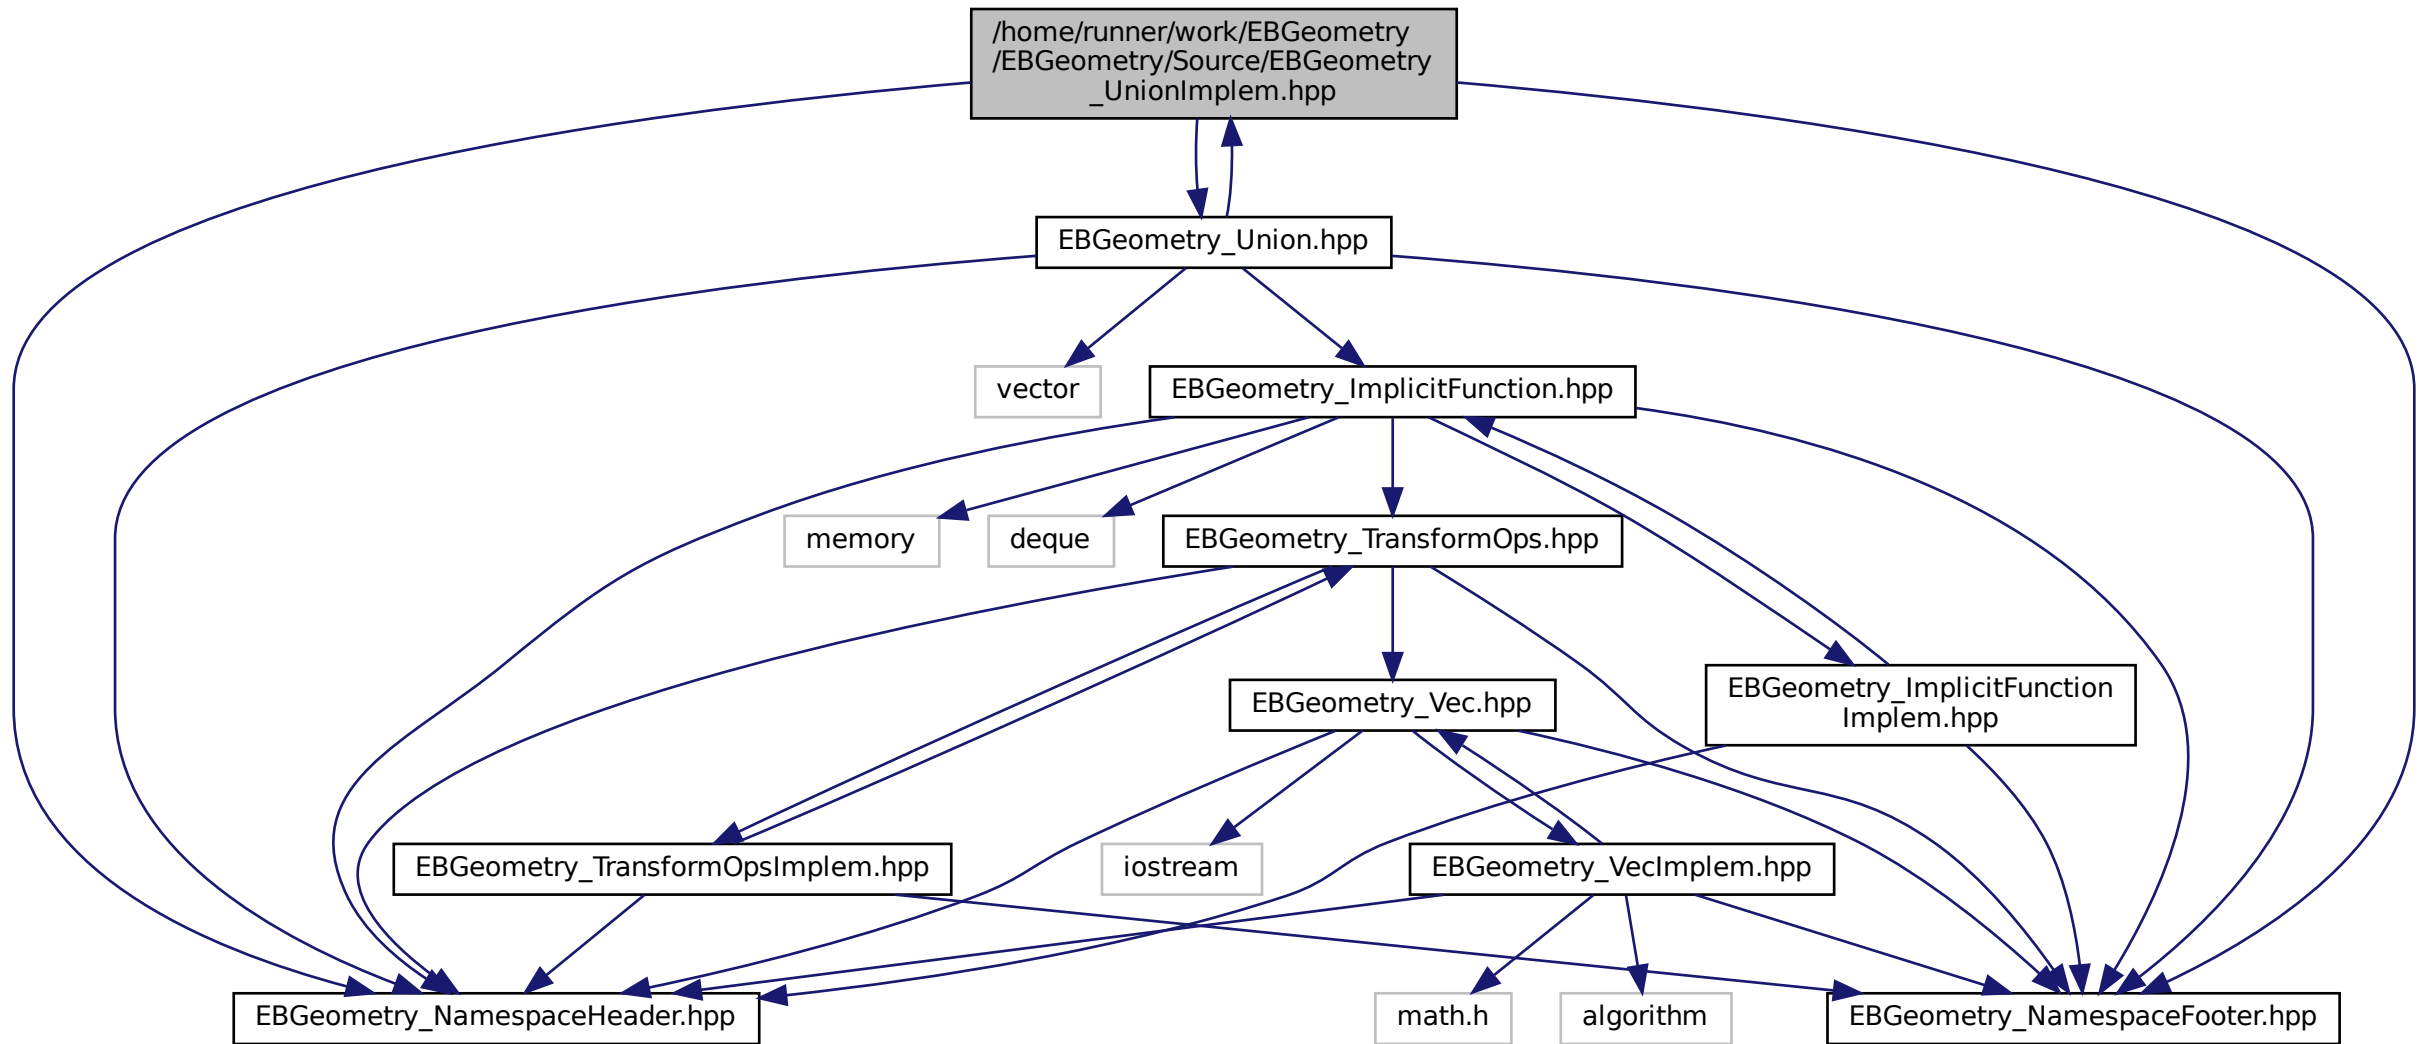 /home/runner/work/EBGeometry
/EBGeometry/Source/EBGeometry
_UnionImplem.hpp
EBGeometry_Union.hpp
vector
EBGeometry_ImplicitFunction.hpp
memory
deque
EBGeometry_TransformOps.hpp
EBGeometry_Vec.hpp
EBGeometry_ImplicitFunction
Implem.hpp
EBGeometry_TransformOpsImplem.hpp
iostream
EBGeometry_VecImplem.hpp
EBGeometry_NamespaceHeader.hpp
math.h
algorithm
EBGeometry_NamespaceFooter.hpp